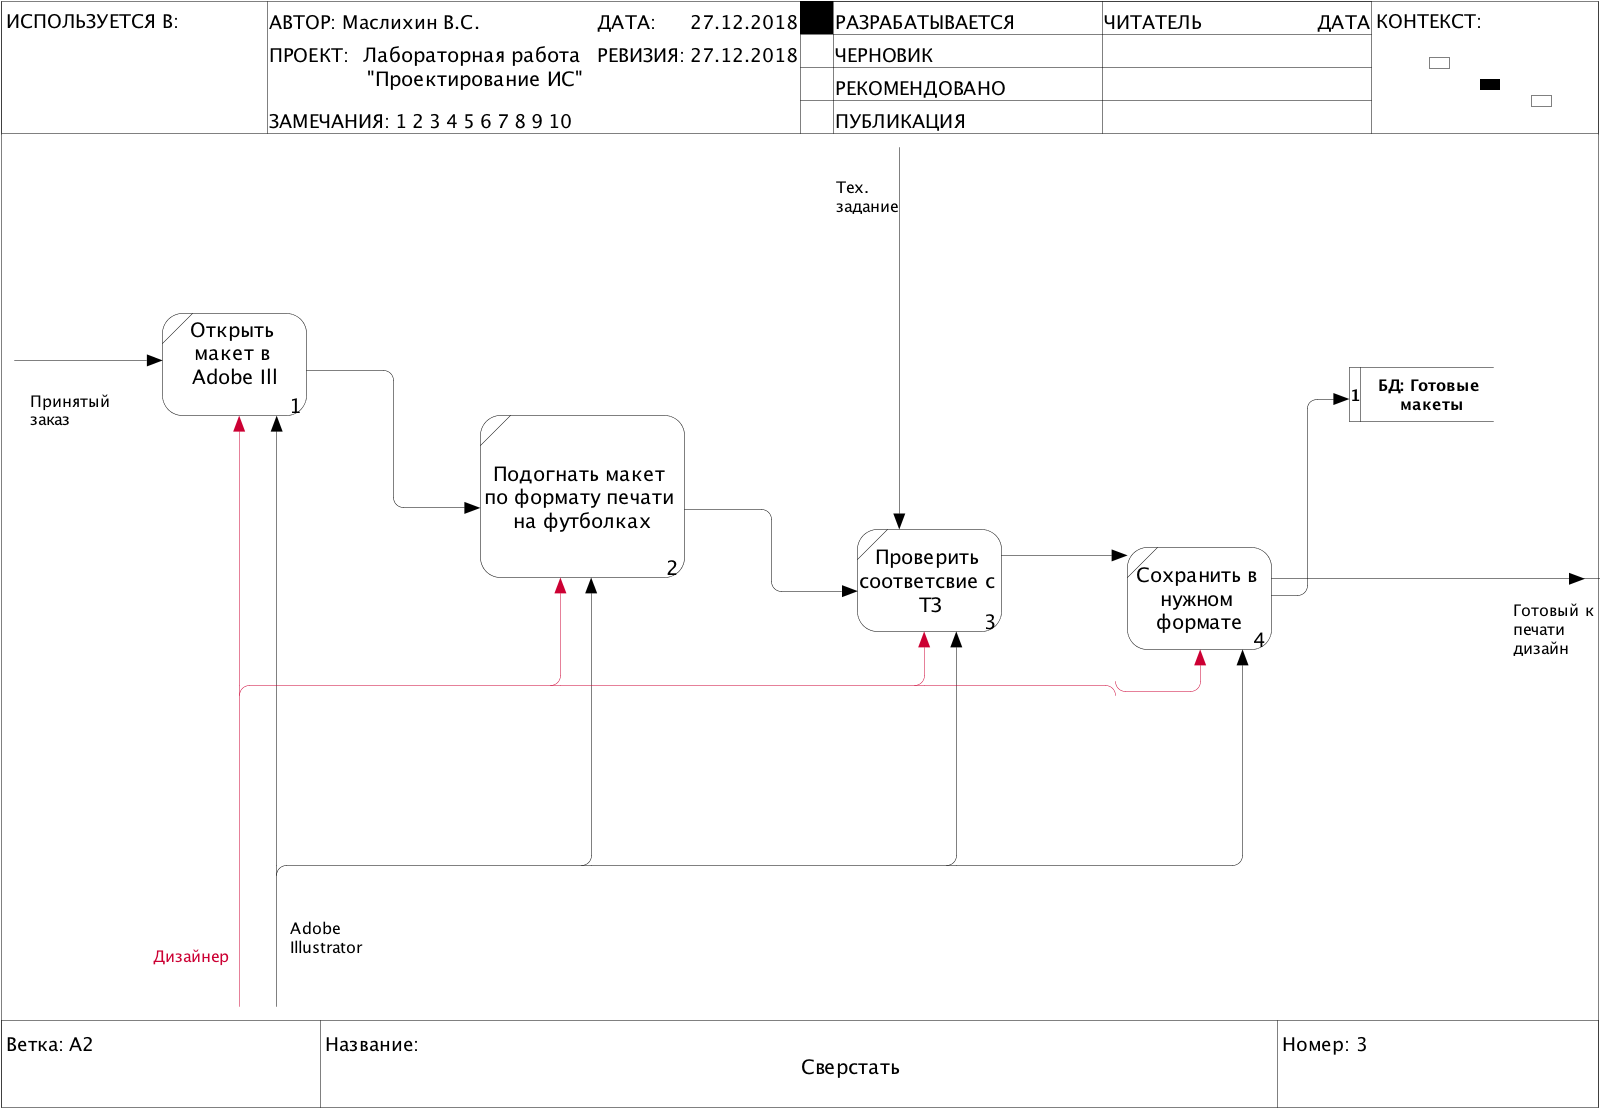 ИСПОЛЬЗУЕТСЯ В:
АВТОР: Маслихин В.С.
ДАТА: 27.12.2018
ПРОЕКТ: Лабораторная работа
"Проектирование ИС"
РЕВИЗИЯ: 27.12.2018
ЗАМЕЧАНИЯ: 1 2 3 4 5 6 7 8 9 10
РАЗРАБАТЫВАЕТСЯ
ЧЕРНОВИК
РЕКОМЕНДОВАНО
ПУБЛИКАЦИЯ
ЧИТАТЕЛЬ
ДАТА
КОНТЕКСТ:
Тех.
задание
Открыть
макет в
Adobe Ill
1
Принятый
заказ
БД: Готовые
1
макеты
Подогнать макет
по формату печати
на футболках
2
Проверить
соответсвие с
ТЗ
3
Сохранить в
нужном
формате
4
Готовый к
печати
дизайн
Adobe
Illustrator
Дизайнер
Ветка: А2
Название:
Сверстать
Номер: 3